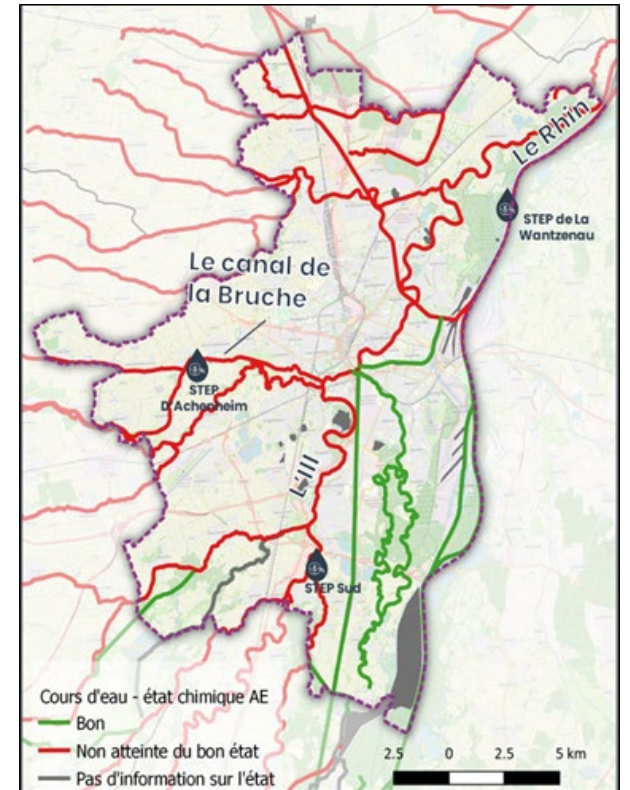 Le Rhin
STEP de La
Wantzenau
Le canal de
la Bruche
STEP
D'Achenheim
L'Ill
STEP Sud
Cours d'eau - état chimique AE
Bon
Non atteinte du bon état
Pas d'information sur l'état
2.5 0 2.5 5 km